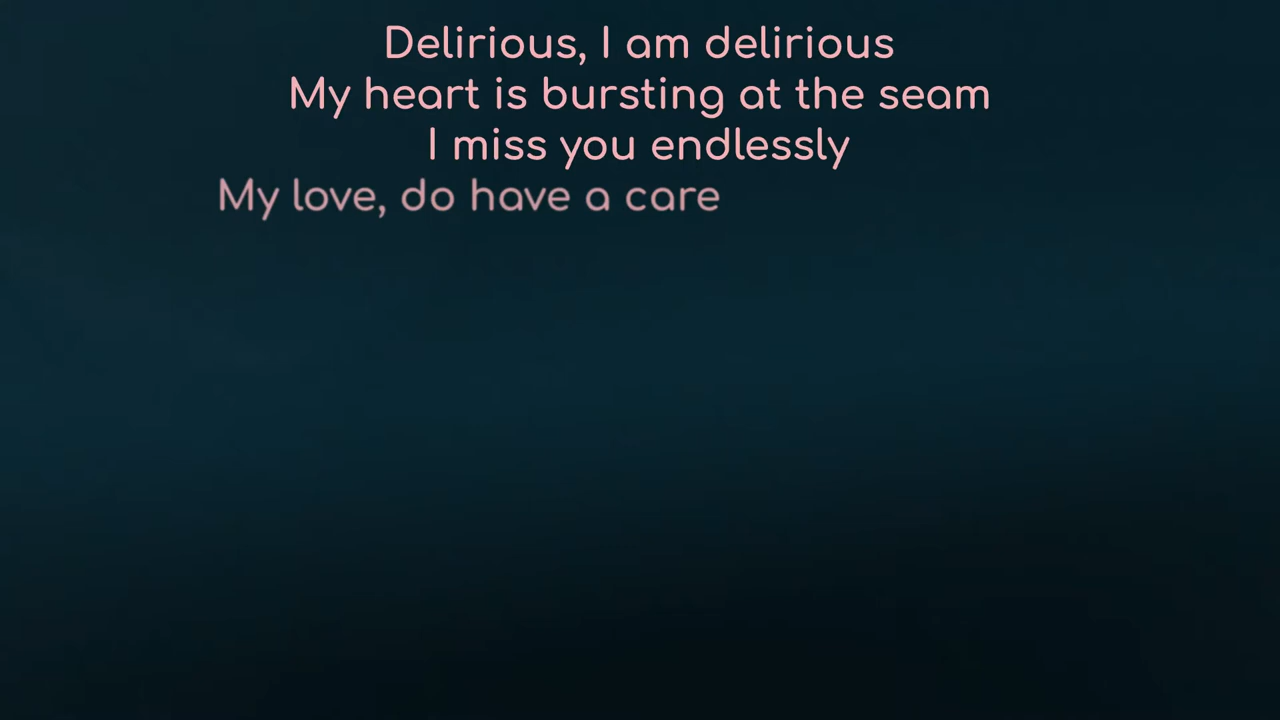 Delirious, I am delirious
My heart is bursting at the seam
I miss you endlessly
My love, do have a care